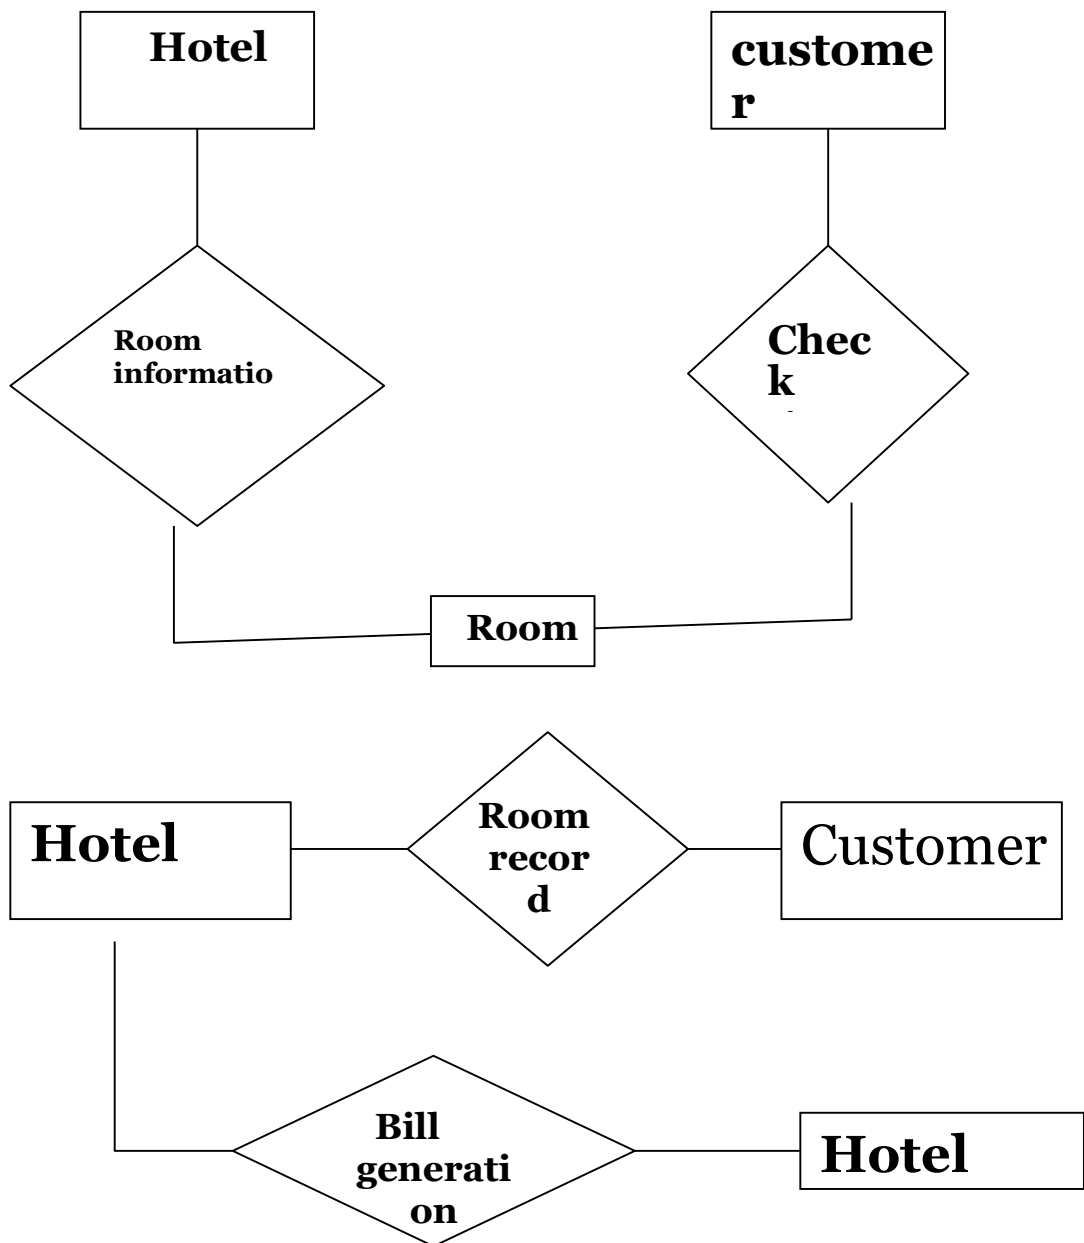 Hotel
custome
r
Room
informatio
Chec
k
Room
Room
recor
d
Hotel
Customer
Bill
generati
on
Hotel